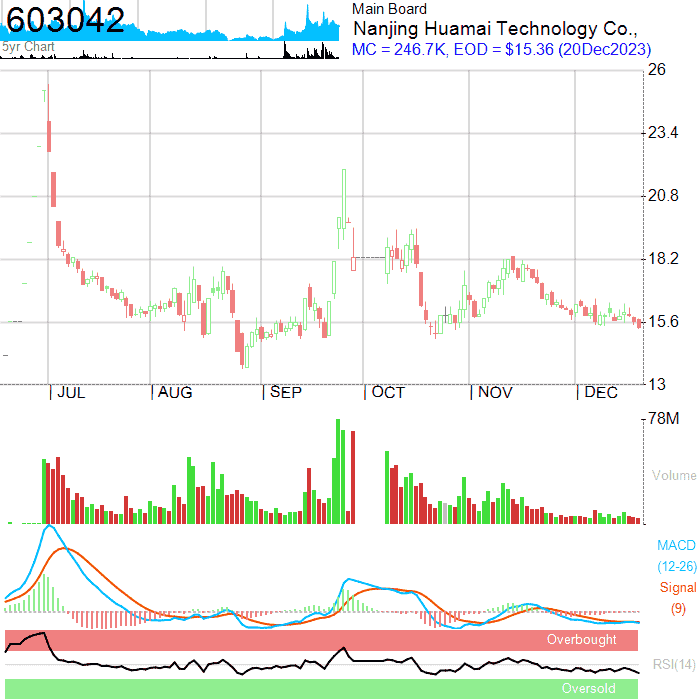 603042
5yr Chart
Main Board
Nanjing Huamai Technology Co.,
MC = 246.7K, EOD = $15.36 (20Dec2023)
26
23.4
20.8
18.2
15.6
13
JUL AUG SEP OCT NOV DEC
78M
Volume
MACD
(12-26)
Signal
(9)
Overbought
RSI(14)
Oversold